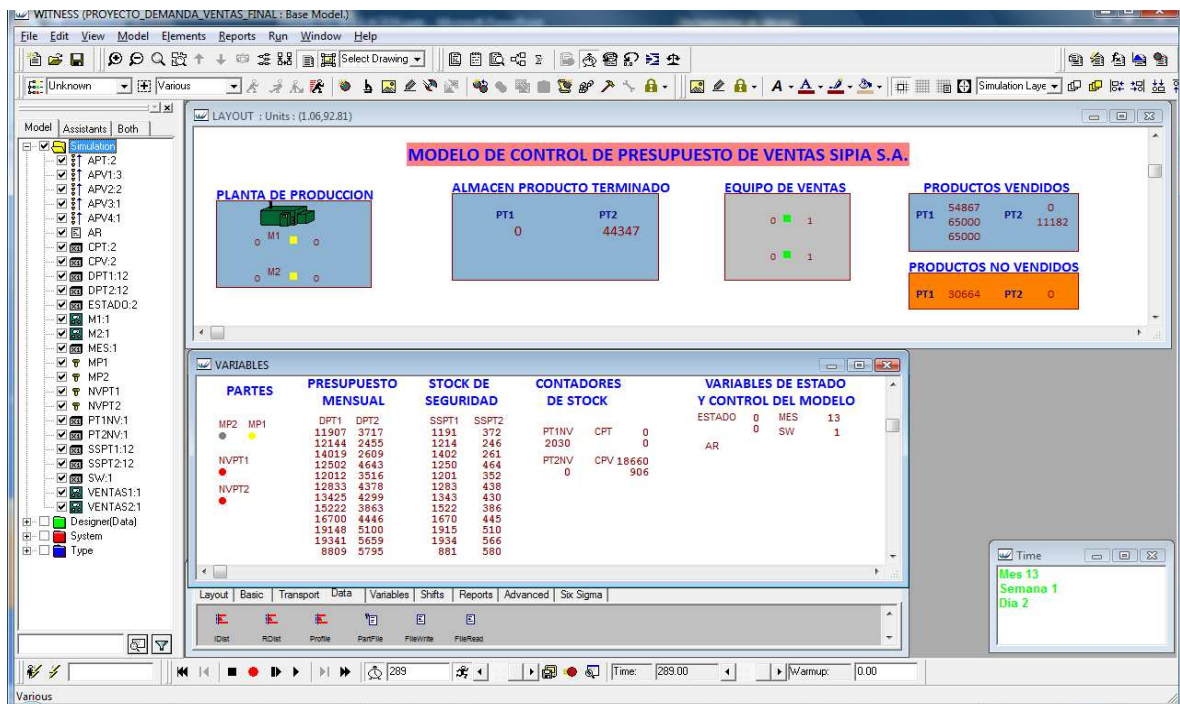 WITNESS (PROYECTO_DEMANDA_VENTAS_FINAL : Base Model.)
File Edit View Model Elements Reports Run Window Help
Select Drawing
Unknown Various Simulation Laye
Model Assistants Both
Simulation
APT:2
APV1:3
APV2:2
APV3:1
APV4:1
AR
CPT:2
CPV:2
DPT1:12
DPT2:12
ESTADO:2
M1:1
M2:1
MES:1
MP1
MP2
NVPT1
NVPT2
PT1NV:1
PT2NV:1
SSPT1:12
SSPT2:12
SW:1
VENTAS1:1
VENTAS2:1
Designer(Data)
System
Type
LAYOUT : Units : (1.06,92.81)
MODELO DE CONTROL DE PRESUPUESTO DE VENTAS SIPIA S.A.
PLANTA DE PRODUCCION
0 M1 0
0 M2 0
ALMACEN PRODUCTO TERMINADO
PT1 PT2
0 44347
EQUIPO DE VENTAS
0 1
0 1
PRODUCTOS VENDIDOS
PT1 54867 PT2 0
65000 11182
65000
PRODUCTOS NO VENDIDOS
PT1 30664 PT2 0
VARIABLES
PARTES
MP2 MP1
NVPT1
NVPT2
PRESUPUESTO
MENSUAL
DPT1 DPT2
11907 3717
12144 2455
14019 2609
12502 4643
12012 3516
12833 4378
13425 4299
15222 3863
16700 4446
19148 5100
19341 5659
8809 5795
STOCK DE
SEGURIDAD
SSPT1 SSPT2
1191 372
1214 246
1402 261
1250 464
1201 352
1283 438
1343 430
1522 386
1670 445
1915 510
1934 566
881 580
CONTADORES
DE STOCK
PT1NV CPT 0
2030 0
PT2NV CPV 18660
0 906
VARIABLES DE ESTADO
Y CONTROL DEL MODELO
ESTADO 0 MES 13
0 SW 1
AR
Time
Mes 13
Semana 1
Día 2
Layout Basic Transport Data Variables Shifts Reports Advanced Six Sigma
IDist RDist Profile PartFile FileWrite FileRead
289 Time: 289.00 Warmup: 0.00
Various